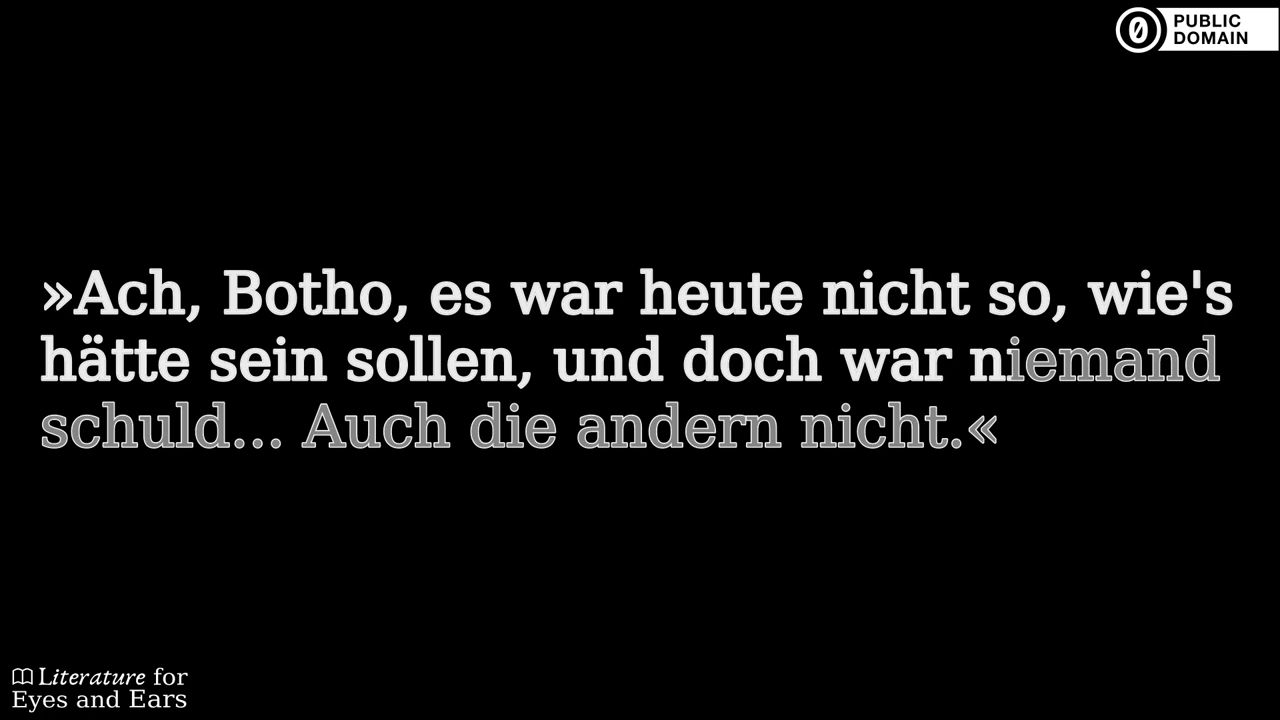 PUBLIC
DOMAIN
»Ach, Botho, es war heute nicht so, wie's
hätte sein sollen, und doch war niemand
schuld... Auch die andern nicht.«
Literature for
Eyes and Ears